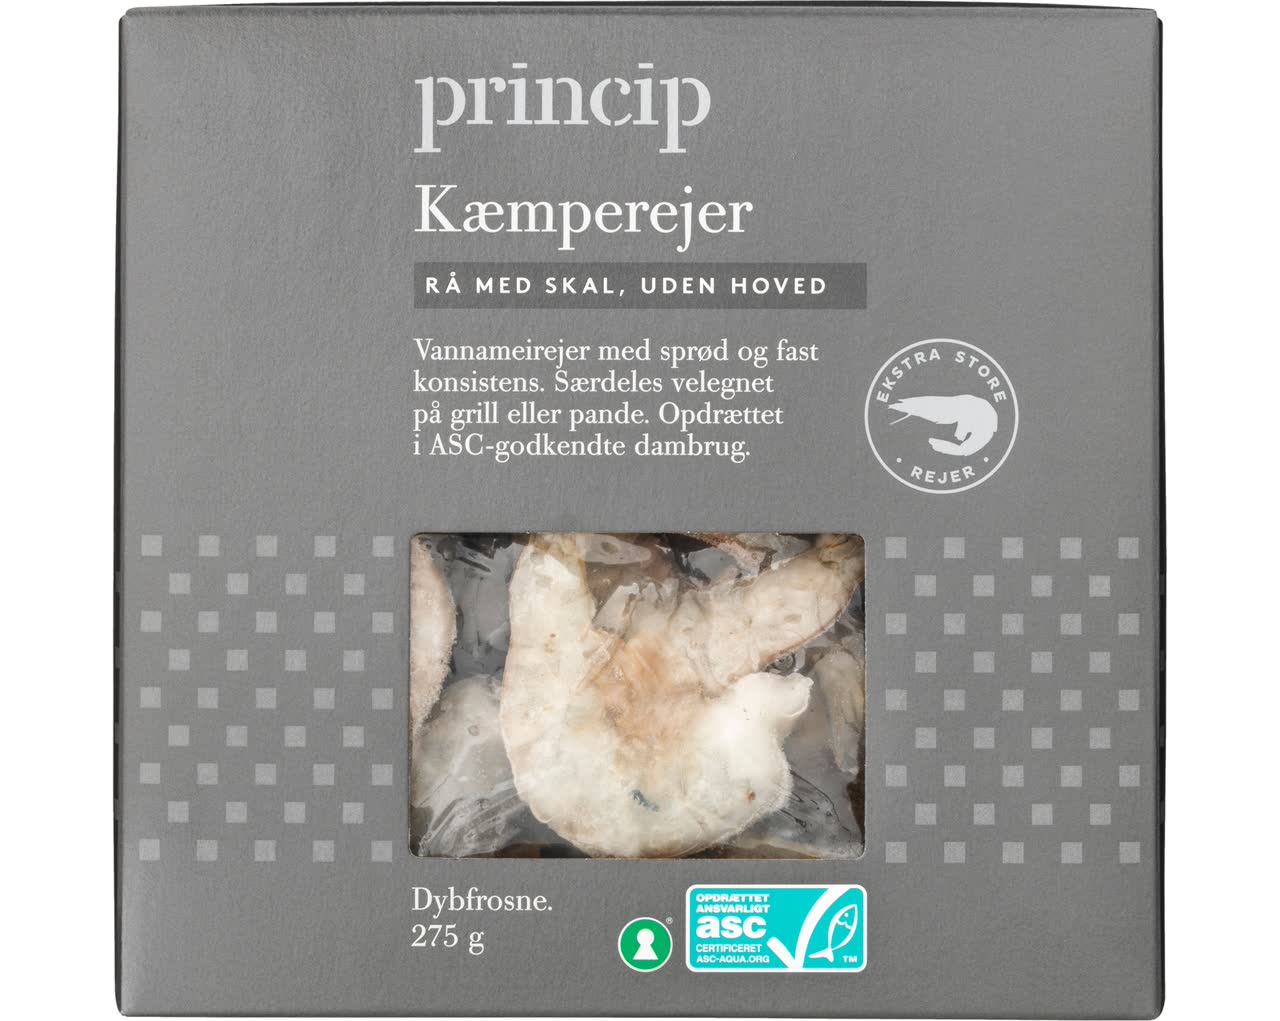 princip
Kæmperejer
RÅ MED SKAL, UDEN HOVED
Vannameirejer med sprød og fast
konsistens. Særdeles velegnet
på grill eller pande. Opdrættet
i ASC-godkendte dambrug.
EKSTRA STORE
· REJER ·
Dybfrosne.
275 g
®
OPDRÆTTET
ANSVARLIGT
asc
CERTIFICERET
ASC-AQUA.ORG
TM